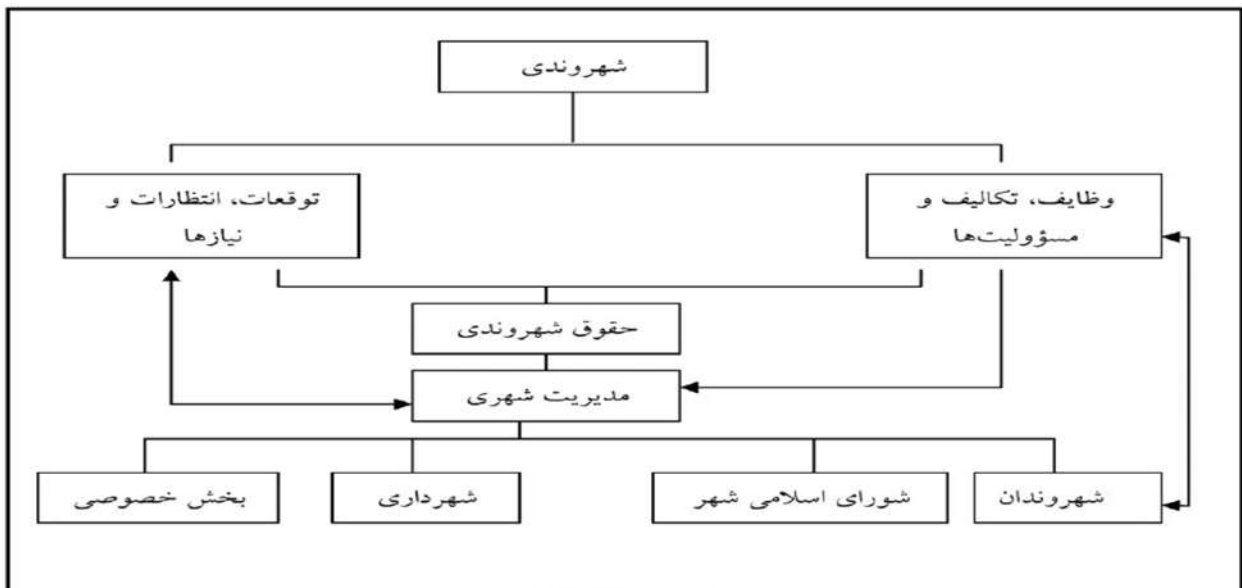 شهروندی
وظایف، تکالیف و
مسؤولیت‌ها
توقعات، انتظارات و
نیازها
حقوق شهروندی
مدیریت شهری
شهروندان
شورای اسلامی شهر
شهرداری
بخش خصوصی